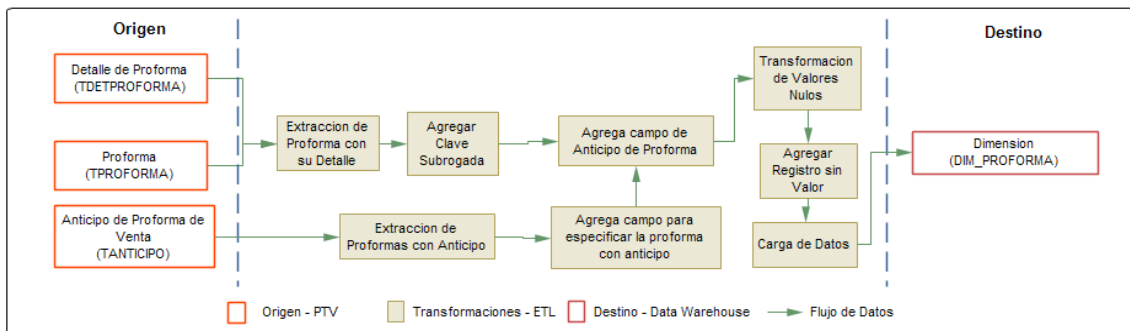 Origen
Destino
Detalle de Proforma
(TDETPROFORMA)
Proforma
(TPROFORMA)
Anticipo de Proforma de
Venta
(TANTICIPO)
Extraccion de
Proforma con
su Detalle
Agregar
Clave
Subrogada
Agrega campo de
Anticipo de Proforma
Extraccion de
Proformas con Anticipo
Agrega campo para
especificar la proforma
con anticipo
Transformacion
de Valores
Nulos
Agregar
Registro sin
Valor
Carga de Datos
Dimension
(DIM_PROFORMA)
Origen - PTV
Transformaciones - ETL
Destino - Data Warehouse
Flujo de Datos